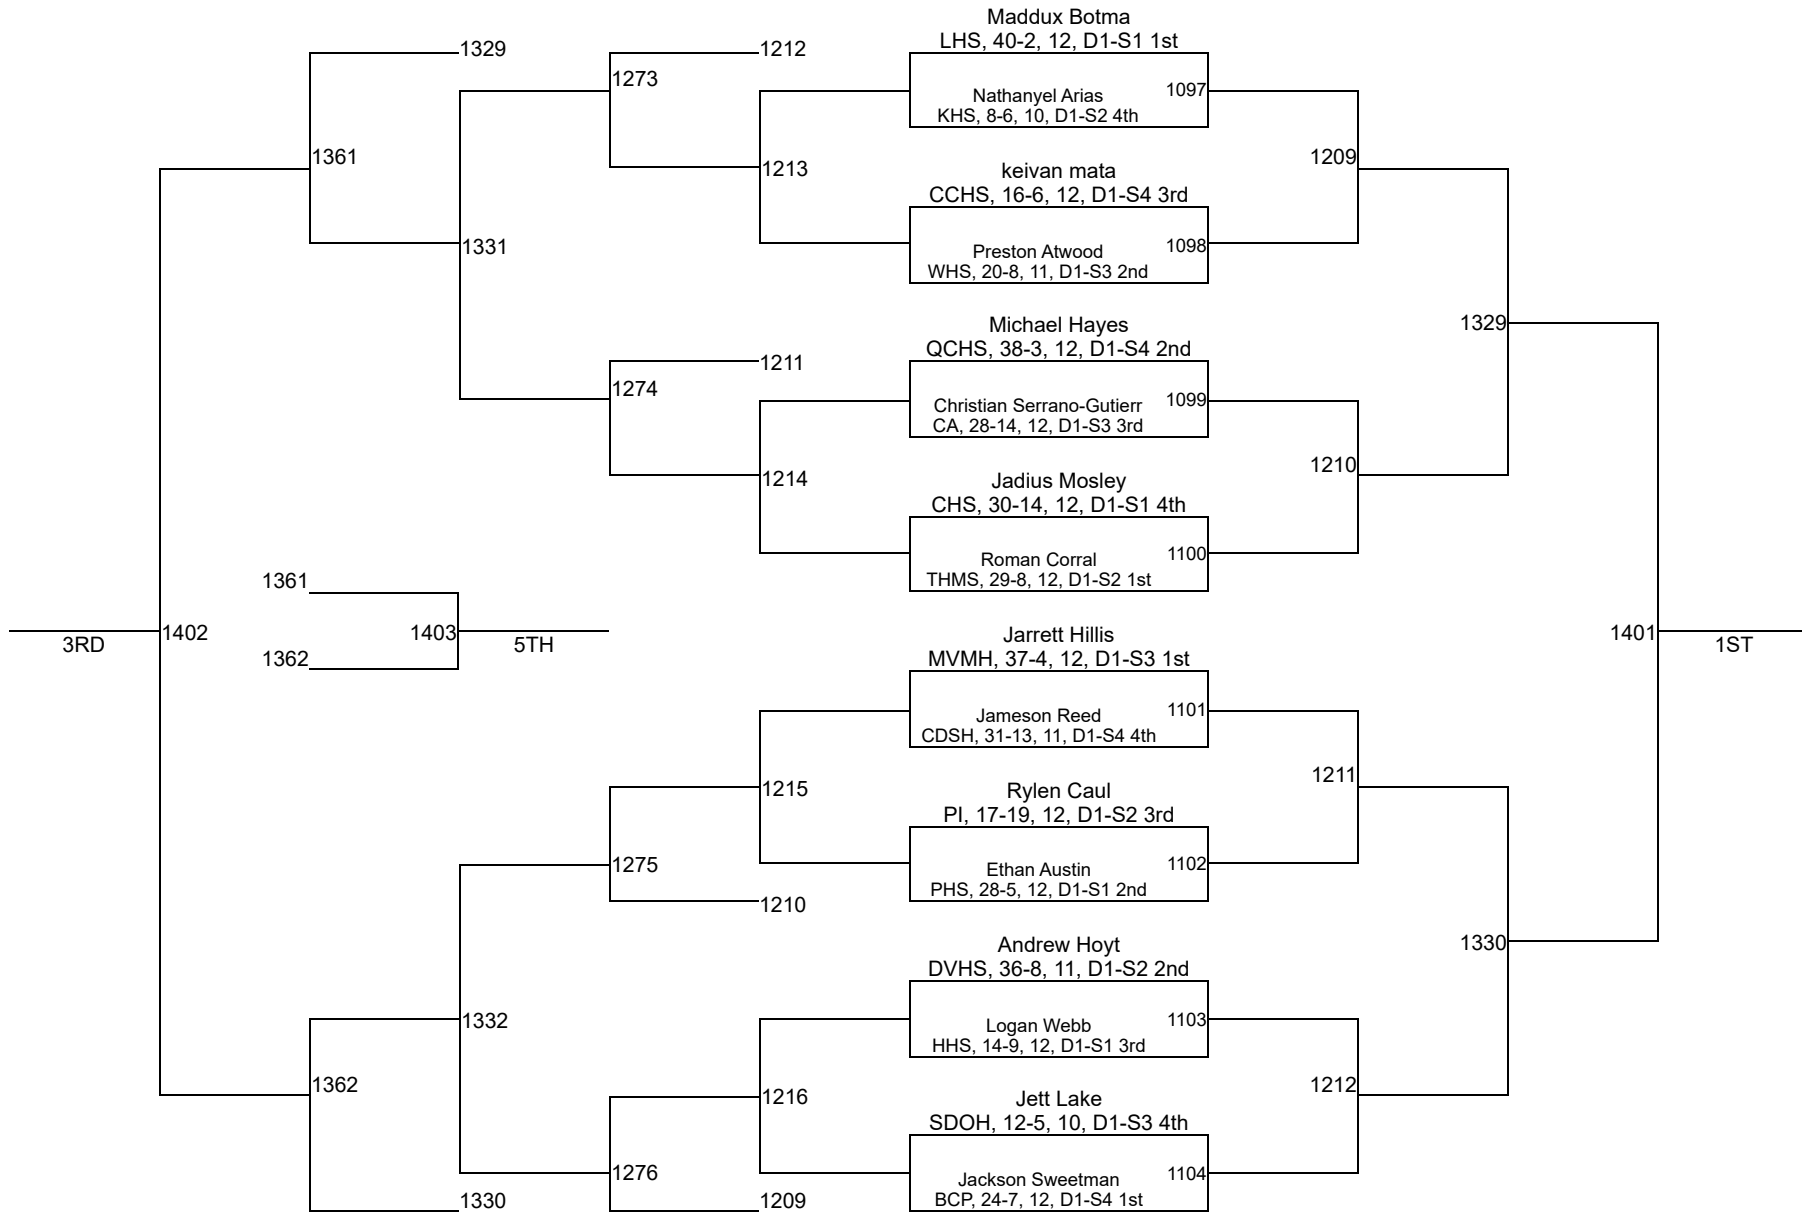 Maddux Botma
LHS, 40-2, 12, D1-S1 1st
1329
1212
1273
Nathanyel Arias
1097
KHS, 8-6, 10, D1-S2 4th
1361
1213
keivan mata
1209
CCHS, 16-6, 12, D1-S4 3rd
1331
Preston Atwood
1098
WHS, 20-8, 11, D1-S3 2nd
Michael Hayes
1329
QCHS, 38-3, 12, D1-S4 2nd
1211
1274
Christian Serrano-Gutierr
1099
CA, 28-14, 12, D1-S3 3rd
1214
Jadius Mosley
1210
CHS, 30-14, 12, D1-S1 4th
Roman Corral
1100
THMS, 29-8, 12, D1-S2 1st
1361
3RD
1402
1403
5TH
1362
Jarrett Hillis
1401
1ST
MVMH, 37-4, 12, D1-S3 1st
Jameson Reed
1101
CDSH, 31-13, 11, D1-S4 4th
1215
Rylen Caul
1211
PI, 17-19, 12, D1-S2 3rd
1275
Ethan Austin
1102
PHS, 28-5, 12, D1-S1 2nd
1210
Andrew Hoyt
1330
DVHS, 36-8, 11, D1-S2 2nd
1332
Logan Webb
1103
HHS, 14-9, 12, D1-S1 3rd
1362
1216
Jett Lake
1212
SDOH, 12-5, 10, D1-S3 4th
1276
Jackson Sweetman
1104
BCP, 24-7, 12, D1-S4 1st
1330
1209